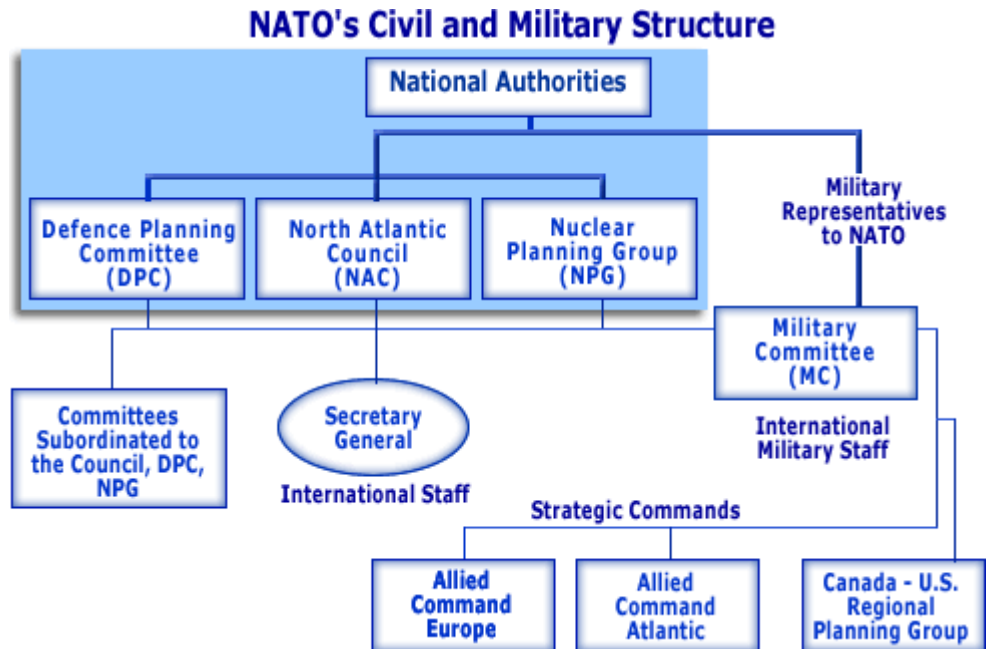 NATO's Civil and Military Structure
National Authorities
Defence Planning
Committee
(DPC)
North Atlantic
Council
(NAC)
Nuclear
Planning Group
(NPG)
Military
Representatives
to NATO
Military
Committee
(MC)
Committees
Subordinated to
the Council, DPC,
NPG
Secretary
General
International Staff
International
Military Staff
Strategic Commands
Allied
Command
Europe
Allied
Command
Atlantic
Canada - U.S.
Regional
Planning Group